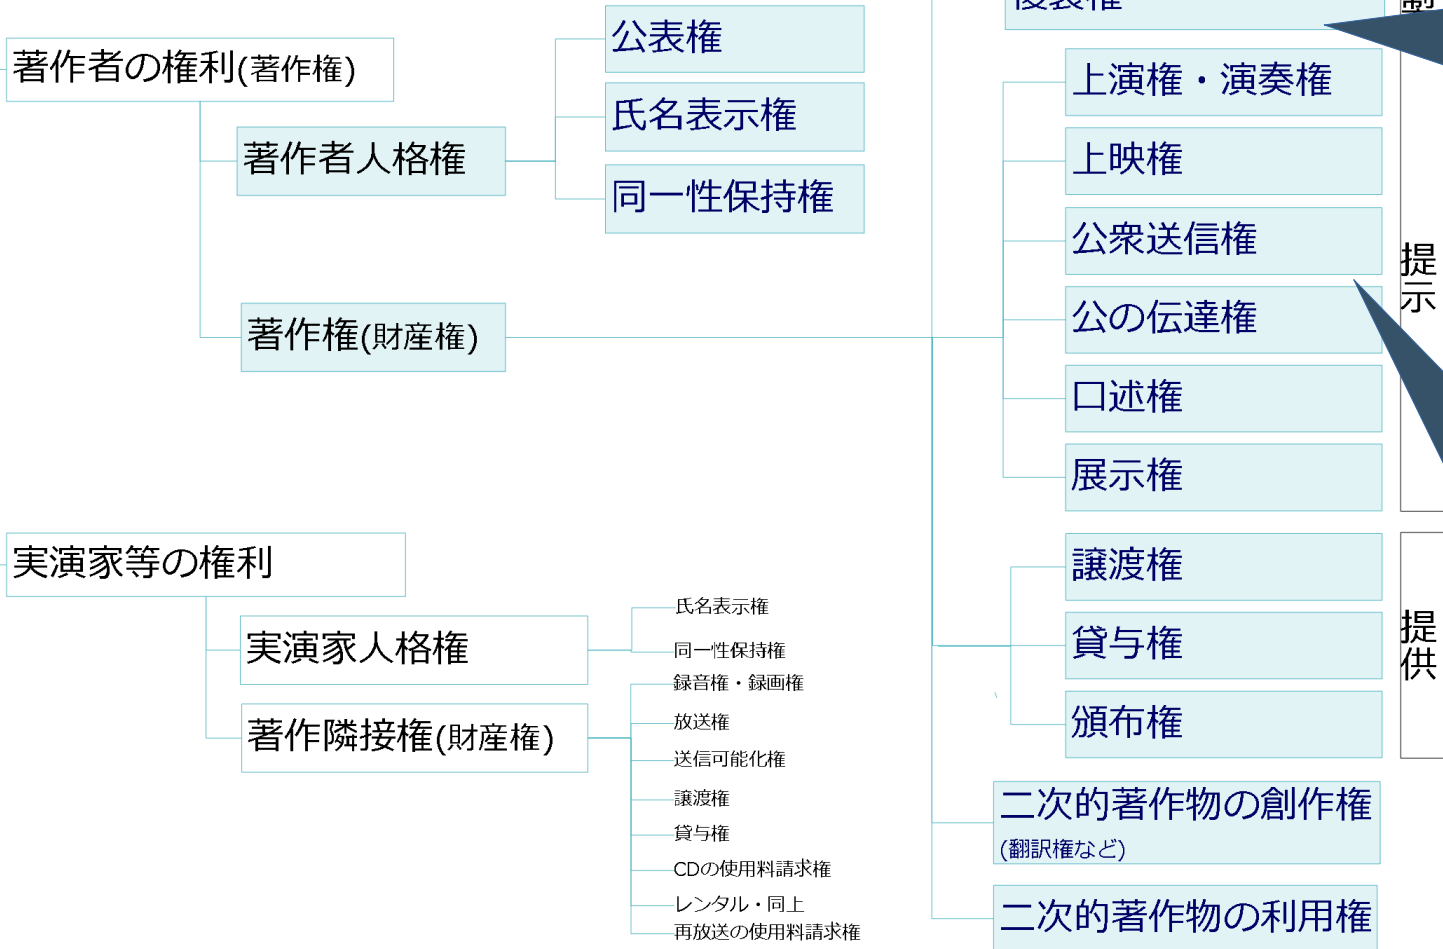 著作者の権利(著作権)
著作者人格権
公表権
氏名表示権
同一性保持権
著作権(財産権)
複製権
上演権・演奏権
上映権
公衆送信権
公の伝達権
口述権
展示権
提示
譲渡権
貸与権
頒布権
提供
二次的著作物の創作権
(翻訳権など)
二次的著作物の利用権
実演家等の権利
実演家人格権
氏名表示権
同一性保持権
著作隣接権(財産権)
録音権・録画権
放送権
送信可能化権
譲渡権
貸与権
CDの使用料請求権
レンタル・同上
再放送の使用料請求権